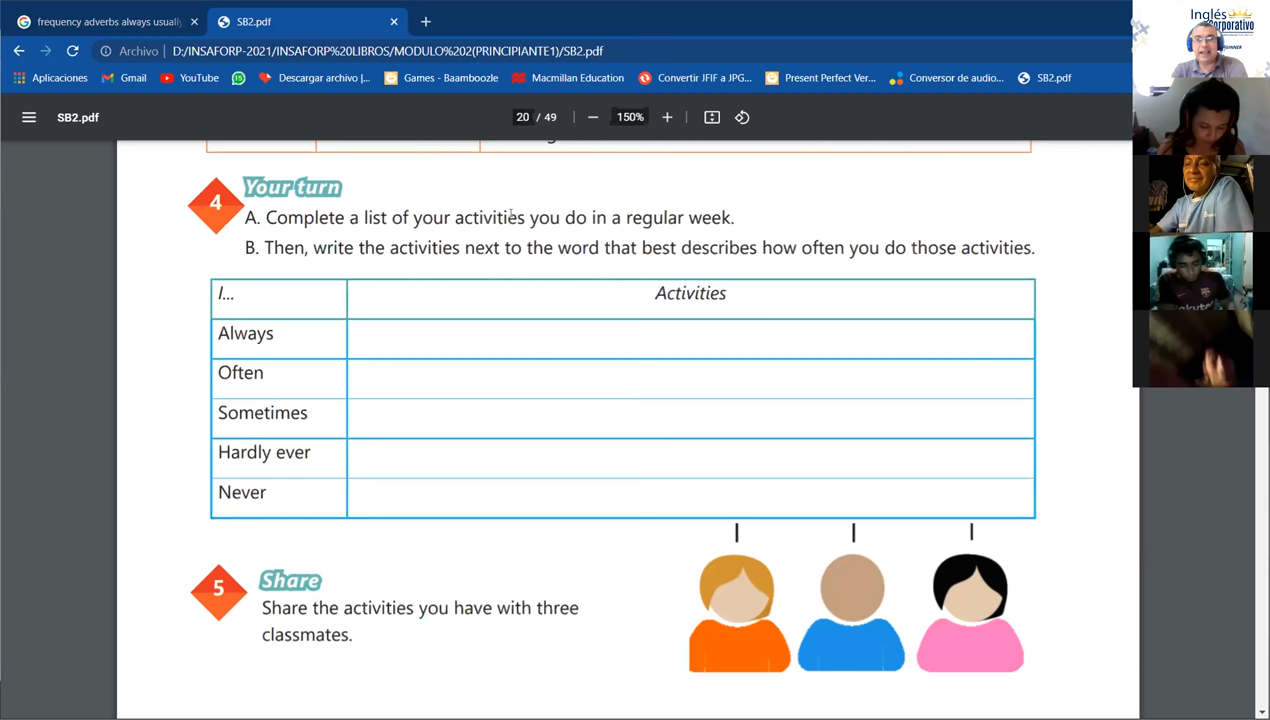 frequency adverbs always usually
SB2.pdf
Archivo
D:/INSAFORP-2021/INSAFORP%20LIBROS/MODULO%202(PRINCIPIANTE1)/SB2.pdf
Aplicaciones
Gmail
YouTube
Descargar archivo |...
Games - Baamboozle
Macmillan Education
Convertir JFIF a JPG...
Present Perfect Ver...
Conversor de audio...
SB2.pdf
Inglés
Corporativo
SB2.pdf
20 / 49
150%
4
Your turn
A. Complete a list of your activities you do in a regular week.
B. Then, write the activities next to the word that best describes how often you do those activities.
I...
Activities
Always
Often
Sometimes
Hardly ever
Never
5
Share
Share the activities you have with three
classmates.